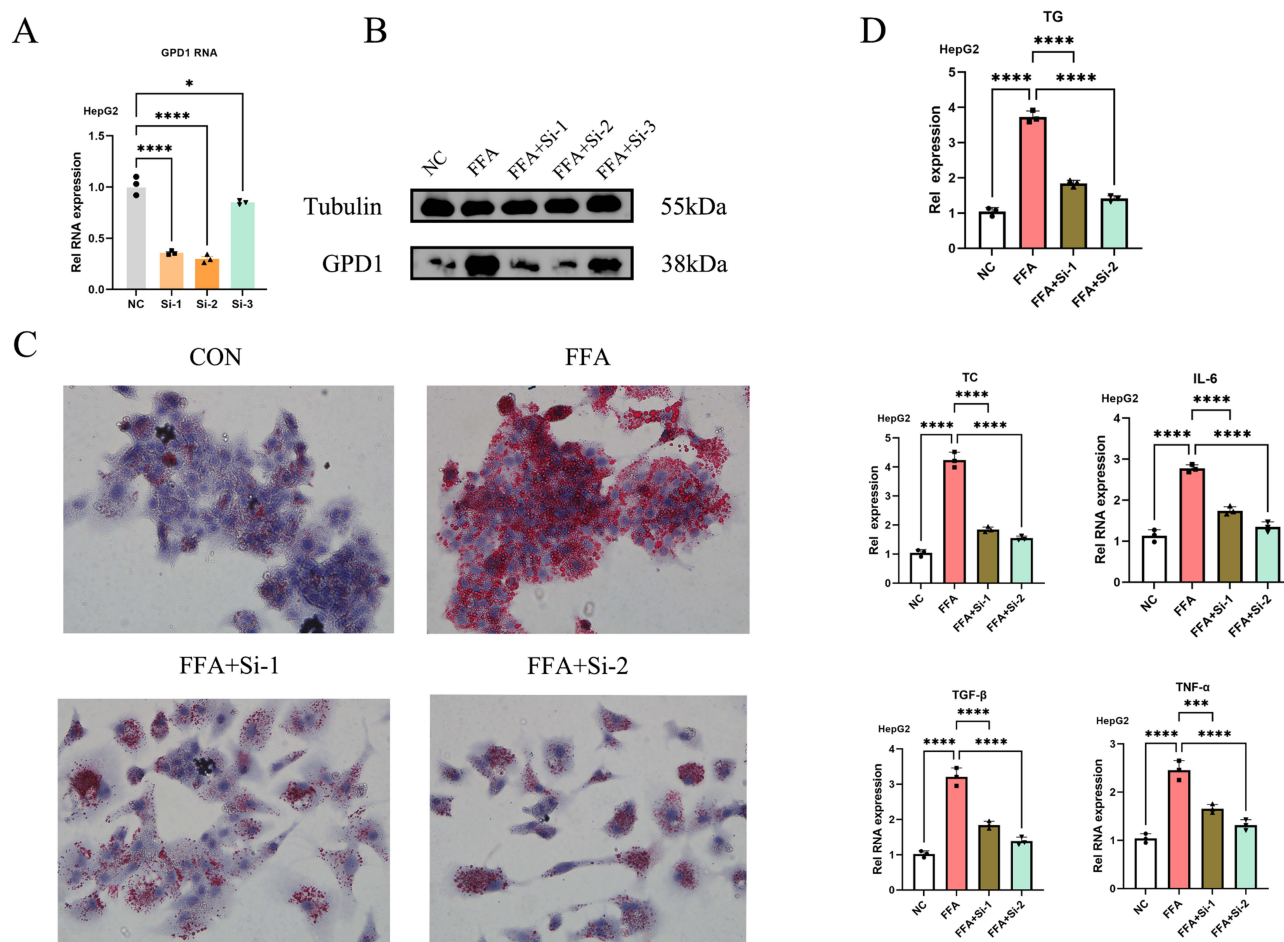 A
GPD1 RNA
HepG2
Rel RNA expression
1.5
1.0
0.5
0.0
*
****
****
NC Si-1 Si-2 Si-3
B
NC FFA FFA+Si-1 FFA+Si-2 FFA+Si-3
Tubulin 55kDa
GPD1 38kDa
C
CON FFA
FFA+Si-1 FFA+Si-2
D
TG
HepG2
****
**** ****
Rel expression
5
4
3
2
1
0
NC FFA FFA+Si-1 FFA+Si-2
TC
HepG2
****
**** ****
Rel expression
5
4
3
2
1
0
NC FFA FFA+Si-1 FFA+Si-2
IL-6
HepG2
****
**** ****
Rel RNA expression
4
3
2
1
0
NC FFA FFA+Si-1 FFA+Si-2
TGF-β
HepG2
****
**** ****
Rel RNA expression
4
3
2
1
0
NC FFA FFA+Si-1 FFA+Si-2
TNF-α
HepG2
***
**** ****
Rel RNA expression
3
2
1
0
NC FFA FFA+Si-1 FFA+Si-2